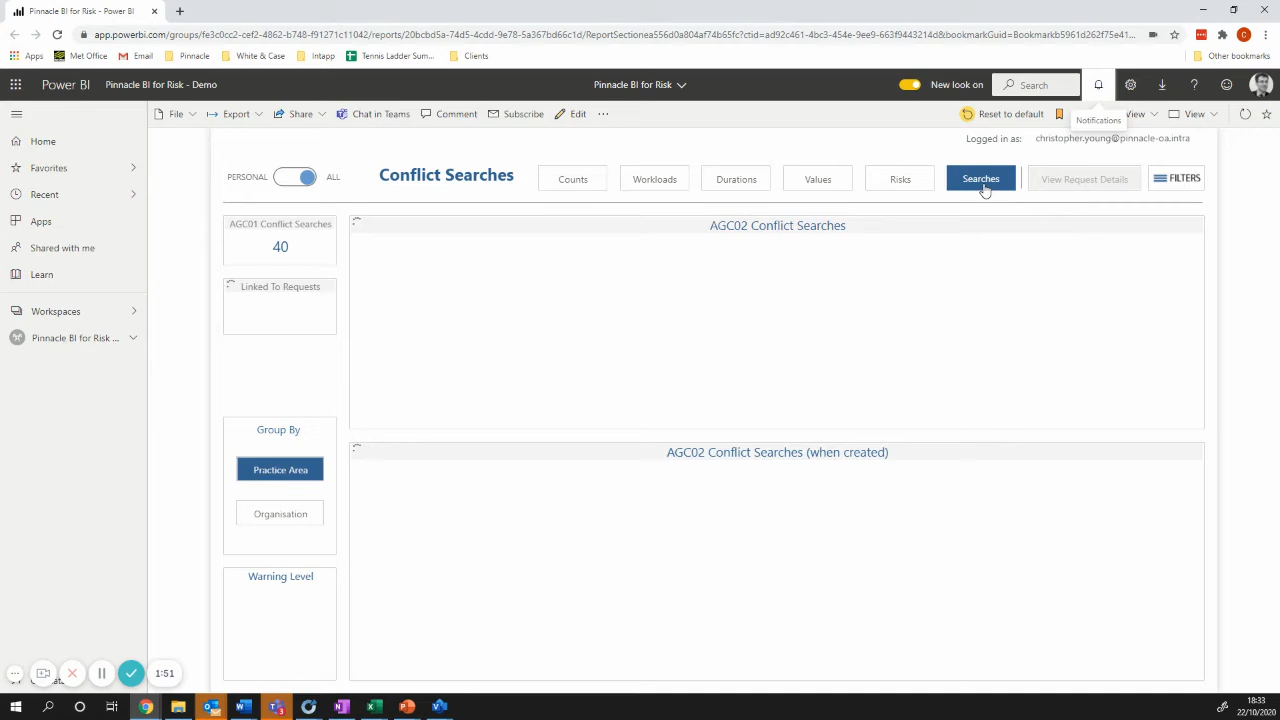 Pinnacle BI for Risk - Power BI
app.powerbi.com/groups/fe3c0cc2-cef2-4862-b748-91271c11042/reports/20bcbd5a-74d5-4cdd-9e78-5a367bd66c1d/ReportSectionea556d0a804af74b65fc?ctid=ad92c461-4bc3-454e-9ee9-663f9443214d&bookmarkGuid=Bookmarkb5961d262f75e41...
C
Apps
Met Office
Email
Pinnacle
White & Case
Intapp
Tennis Ladder Sum...
Clients
Other bookmarks
Power BI
Pinnacle BI for Risk - Demo
Pinnacle BI for Risk
New look on
Search
File
Export
Share
Chat in Teams
Comment
Subscribe
Edit
Reset to default
View
View
Notifications
Home
Favorites
Recent
Apps
Shared with me
Learn
Workspaces
Pinnacle BI for Risk ...
Logged in as:
christopher.young@pinnacle-oa.intra
PERSONAL
ALL
Conflict Searches
Counts
Workloads
Durations
Values
Risks
Searches
View Request Details
FILTERS
AGC01 Conflict Searches
40
Linked To Requests
Group By
Practice Area
Organisation
Warning Level
AGC02 Conflict Searches
AGC02 Conflict Searches (when created)
1:51
18:33
22/10/2020